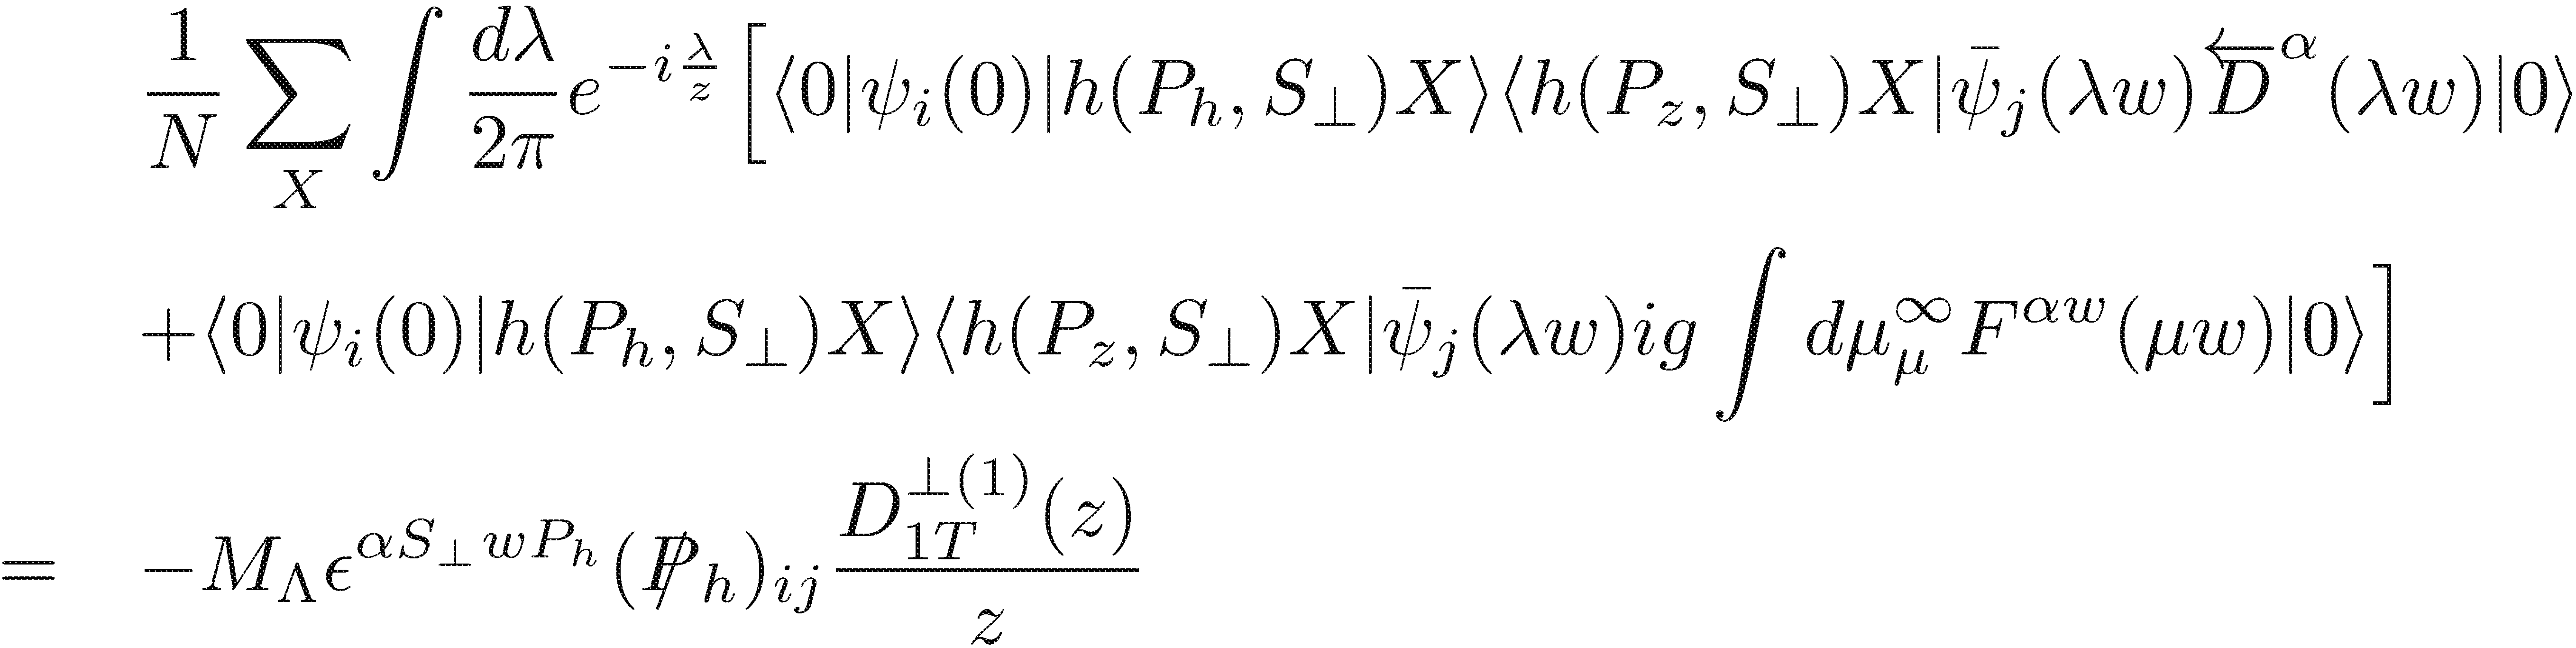 \frac{1}{N} \sum_X \int \frac{d\lambda}{2\pi} e^{-i\frac{\lambda}{z}} \Big[ \langle 0|\psi_i(0)|h(P_h, S_\perp)X\rangle \langle h(P_z, S_\perp)X|\bar{\psi}_j(\lambda w)\overleftarrow{D}^\alpha(\lambda w)|0\rangle
+\langle 0|\psi_i(0)|h(P_h, S_\perp)X\rangle \langle h(P_z, S_\perp)X|\bar{\psi}_j(\lambda w)ig \int d\mu_\mu^\infty F^{\alpha w}(\mu w)|0\rangle \Big]
= -M_\Lambda \epsilon^{\alpha S_\perp w P_h} (\not{P}_h)_{ij} \frac{D_{1T}^{\perp(1)}(z)}{z}